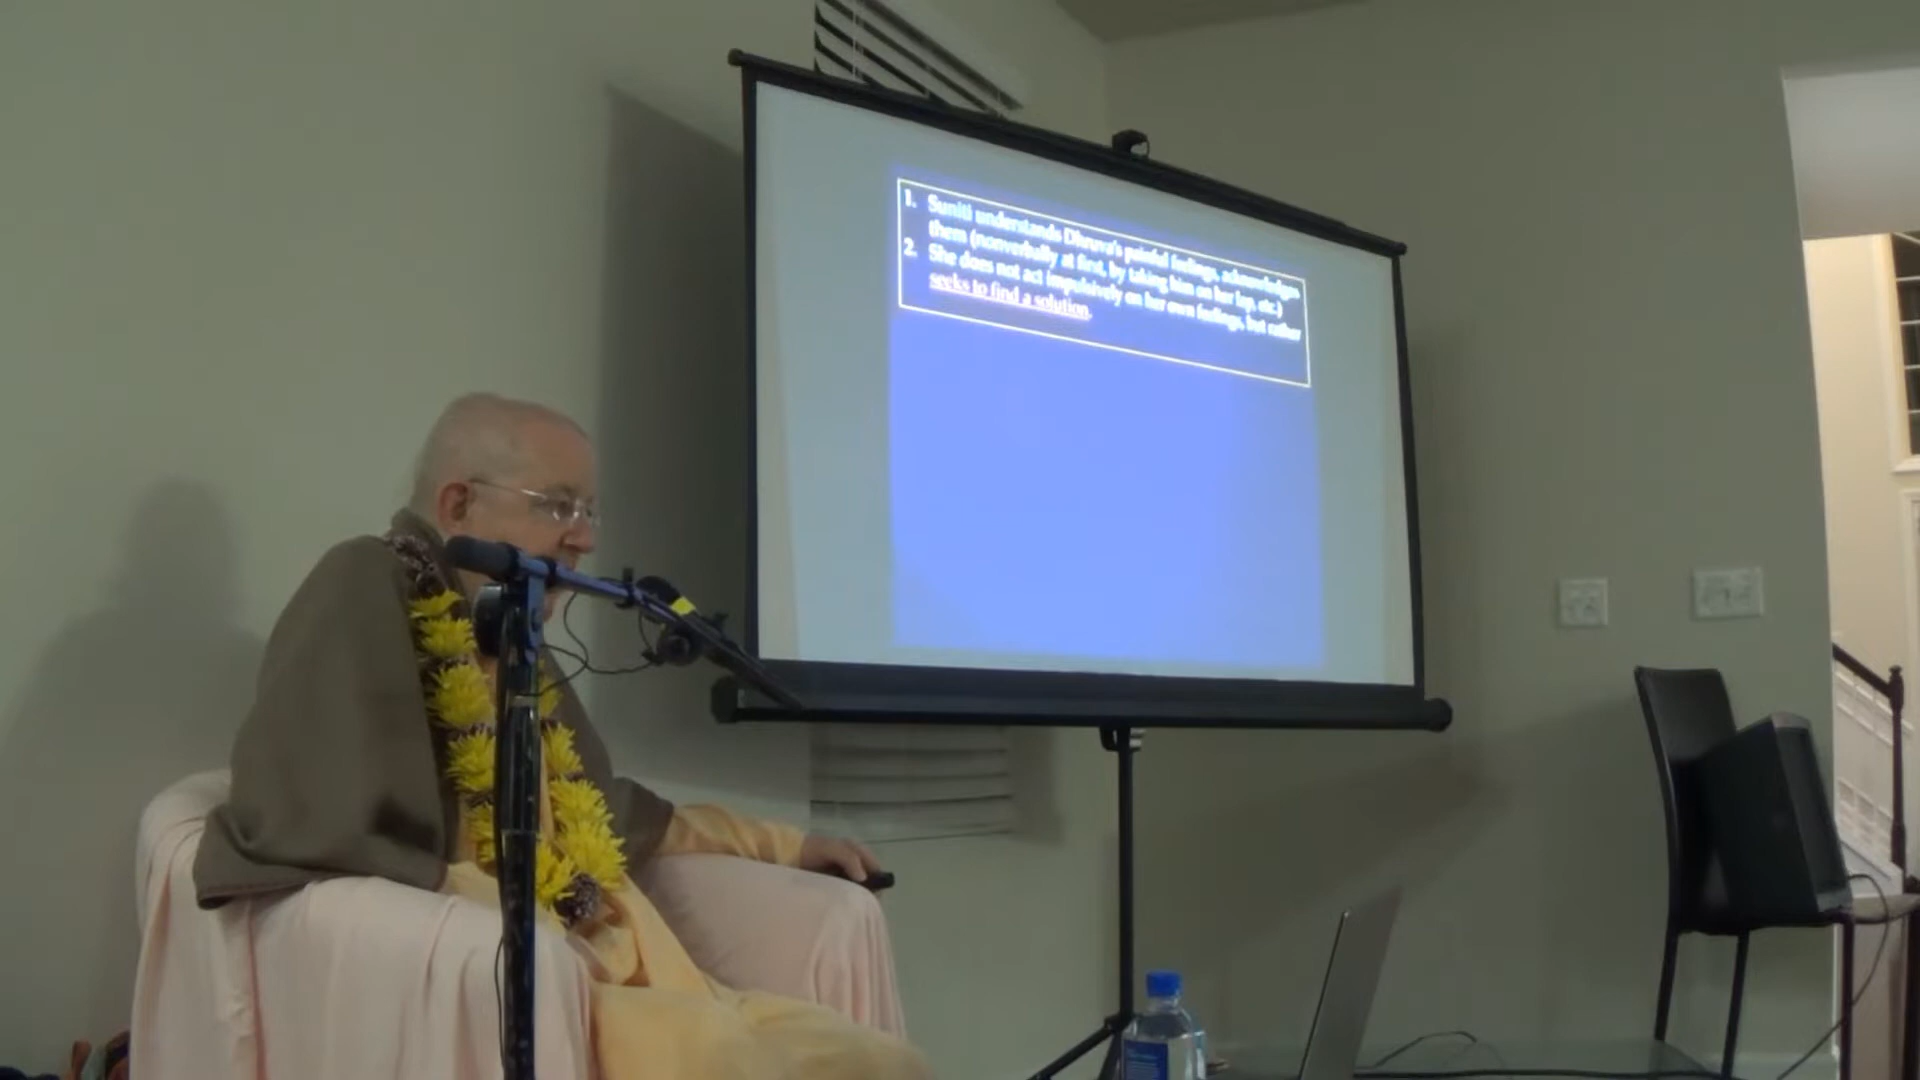 1. Suniti understands Dhruva's painful feelings, acknowledges
them (nonverbally at first, by taking him on her lap, etc.)
2. She does not act impulsively on her own feelings, but rather
seeks to find a solution.